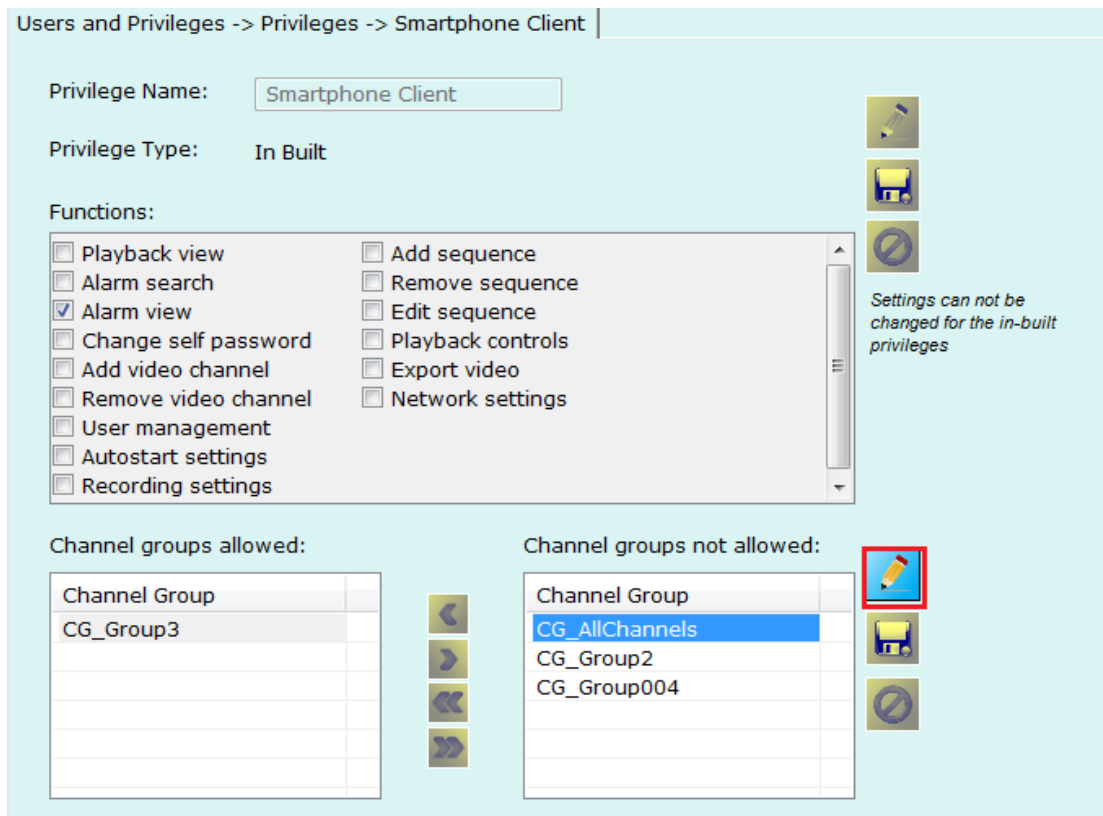 Users and Privileges -> Privileges -> Smartphone Client
Privilege Name: Smartphone Client
Privilege Type: In Built
Functions:
Playback view Add sequence
Alarm search Remove sequence
Alarm view Edit sequence
Change self password Playback controls
Add video channel Export video
Remove video channel Network settings
User management
Autostart settings
Recording settings
Settings can not be
changed for the in-built
privileges
Channel groups allowed: Channel groups not allowed:
Channel Group Channel Group
CG_Group3 CG_AllChannels
CG_Group2
CG_Group004